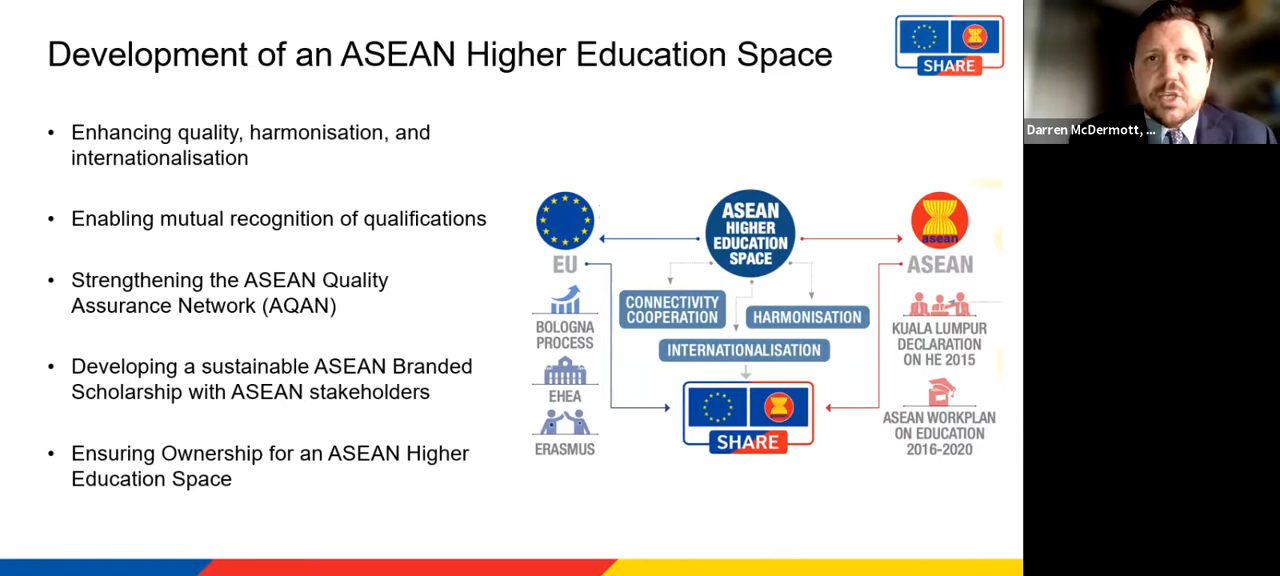 Development of an ASEAN Higher Education Space
SHARE
Darren McDermott, ...
• Enhancing quality, harmonisation, and
internationalisation
• Enabling mutual recognition of qualifications
• Strengthening the ASEAN Quality
Assurance Network (AQAN)
• Developing a sustainable ASEAN Branded
Scholarship with ASEAN stakeholders
• Ensuring Ownership for an ASEAN Higher
Education Space
EU
BOLOGNA
PROCESS
EHEA
ERASMUS
ASEAN
HIGHER
EDUCATION
SPACE
CONNECTIVITY
COOPERATION
HARMONISATION
INTERNATIONALISATION
SHARE
asean
ASEAN
KUALA LUMPUR
DECLARATION
ON HE 2015
ASEAN WORKPLAN
ON EDUCATION
2016-2020